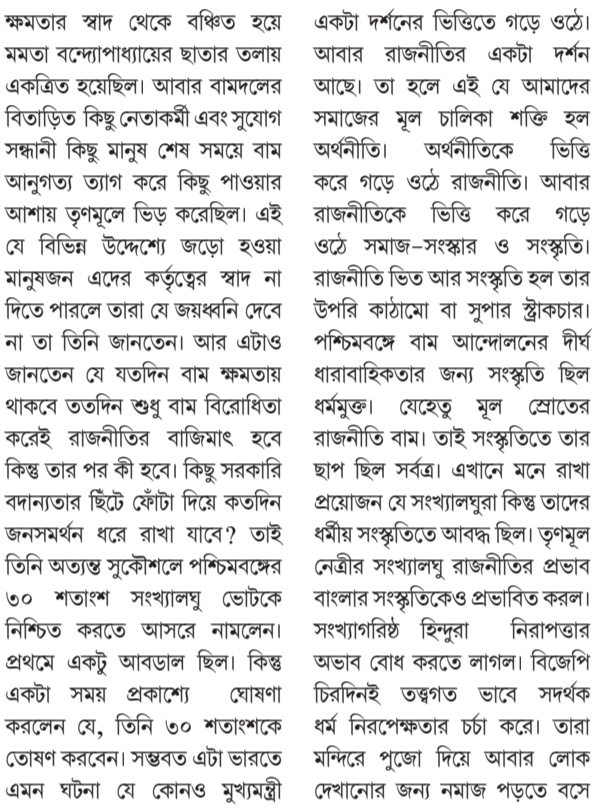 ক্ষমতার স্বাদ থেকে বঞ্চিত হয়ে
মমতা বন্দ্যোপাধ্যায়ের ছাতার তলায়
একত্রিত হয়েছিল। আবার বামদলের
বিতাড়িত কিছু নেতাকর্মী এবং সুযোগ
সন্ধানী কিছু মানুষ শেষ সময়ে বাম
আনুগত্য ত্যাগ করে কিছু পাওয়ার
আশায় তৃণমূলে ভিড় করেছিল। এই
যে বিভিন্ন উদ্দেশ্যে জড়ো হওয়া
মানুষজন এদের কর্তৃত্বের স্বাদ না
দিতে পারলে তারা যে জয়ধ্বনি দেবে
না তা তিনি জানতেন। আর এটাও
জানতেন যে যতদিন বাম ক্ষমতায়
থাকবে ততদিন শুধু বাম বিরোধিতা
করেই রাজনীতির বাজিমাৎ হবে
কিন্তু তার পর কী হবে। কিছু সরকারি
বদান্যতার ছিঁটে ফোঁটা দিয়ে কতদিন
জনসমর্থন ধরে রাখা যাবে? তাই
তিনি অত্যন্ত সুকৌশলে পশ্চিমবঙ্গের
৩০ শতাংশ সংখ্যালঘু ভোটকে
নিশ্চিত করতে আসরে নামলেন।
প্রথমে একটু আবডাল ছিল। কিন্তু
একটা সময় প্রকাশ্যে ঘোষণা
করলেন যে, তিনি ৩০ শতাংশকে
তোষণ করবেন। সম্ভবত এটা ভারতে
এমন ঘটনা যে কোনও মুখ্যমন্ত্রী
একটা দর্শনের ভিত্তিতে গড়ে ওঠে।
আবার রাজনীতির একটা দর্শন
আছে। তা হলে এই যে আমাদের
সমাজের মূল চালিকা শক্তি হল
অর্থনীতি। অর্থনীতিকে ভিত্তি
করে গড়ে ওঠে রাজনীতি। আবার
রাজনীতিকে ভিত্তি করে গড়ে
ওঠে সমাজ-সংস্কার ও সংস্কৃতি।
রাজনীতি ভিত আর সংস্কৃতি হল তার
উপরি কাঠামো বা সুপার স্ট্রাকচার।
পশ্চিমবঙ্গে বাম আন্দোলনের দীর্ঘ
ধারাবাহিকতার জন্য সংস্কৃতি ছিল
ধর্মমুক্ত। যেহেতু মূল স্রোতের
রাজনীতি বাম। তাই সংস্কৃতিতে তার
ছাপ ছিল সর্বত্র। এখানে মনে রাখা
প্রয়োজন যে সংখ্যালঘুরা কিন্তু তাদের
ধর্মীয় সংস্কৃতিতে আবদ্ধ ছিল। তৃণমূল
নেত্রীর সংখ্যালঘু রাজনীতির প্রভাব
বাংলার সংস্কৃতিকেও প্রভাবিত করল।
সংখ্যাগরিষ্ঠ হিন্দুরা নিরাপত্তার
অভাব বোধ করতে লাগল। বিজেপি
চিরদিনই তত্ত্বগত ভাবে সদর্থক
ধর্ম নিরপেক্ষতার চর্চা করে। তারা
মন্দিরে পুজো দিয়ে আবার লোক
দেখানোর জন্য নমাজ পড়তে বসে